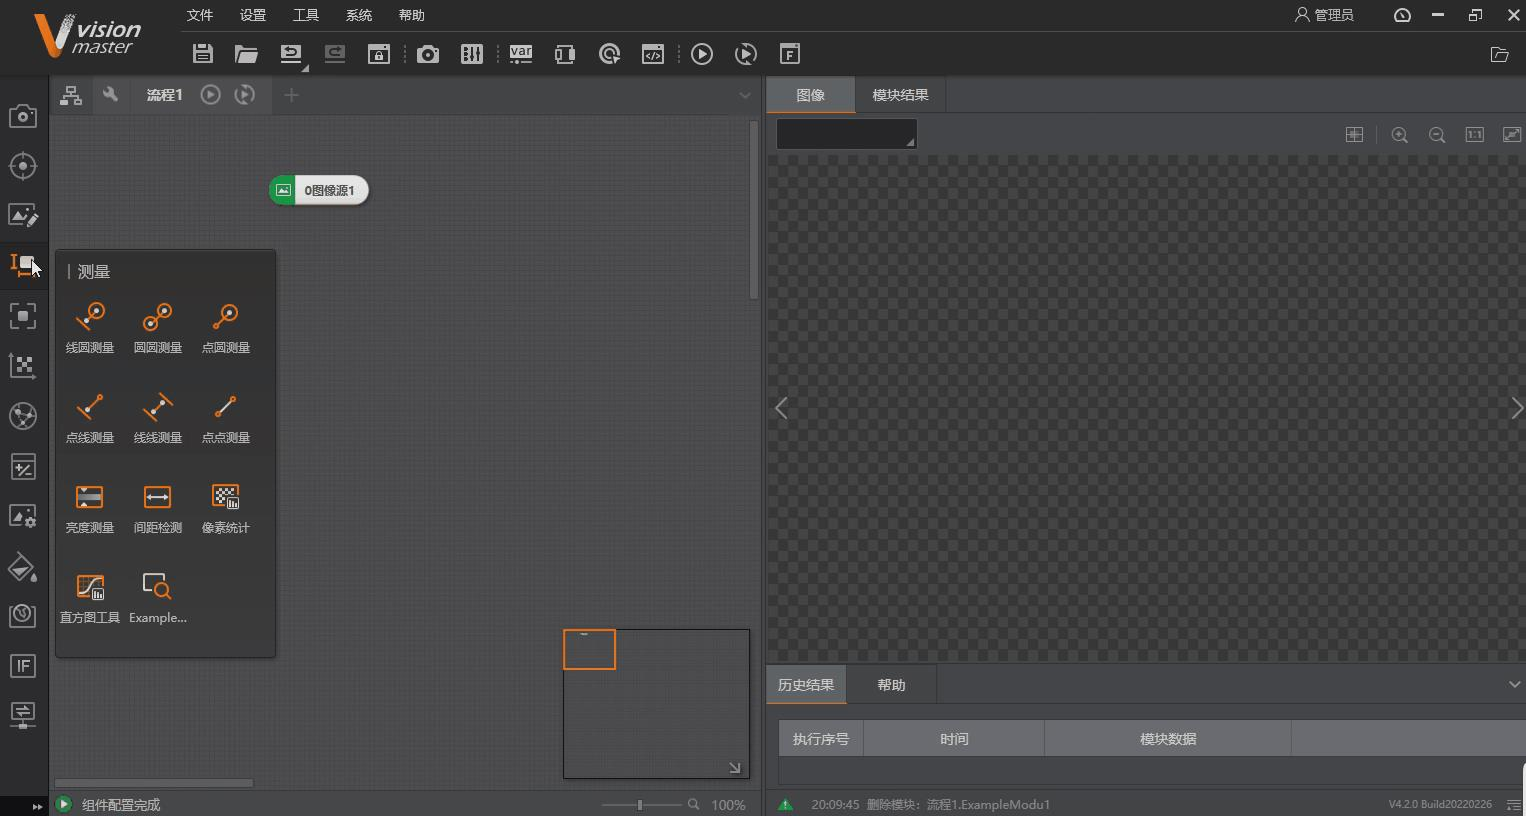 vision
master
文件 设置 工具 系统 帮助
管理员
var
F
流程1
图像 模块结果
1:1
0图像源1
测量
线圆测量 圆圆测量 点圆测量
点线测量 线线测量 点点测量
亮度测量 间距检测 像素统计
直方图工具 Example...
IF
历史结果 帮助
执行序号 时间 模块数据
组件配置完成
100%
20:09:45 删除模块：流程1.ExampleModu1
V4.2.0 Build20220226